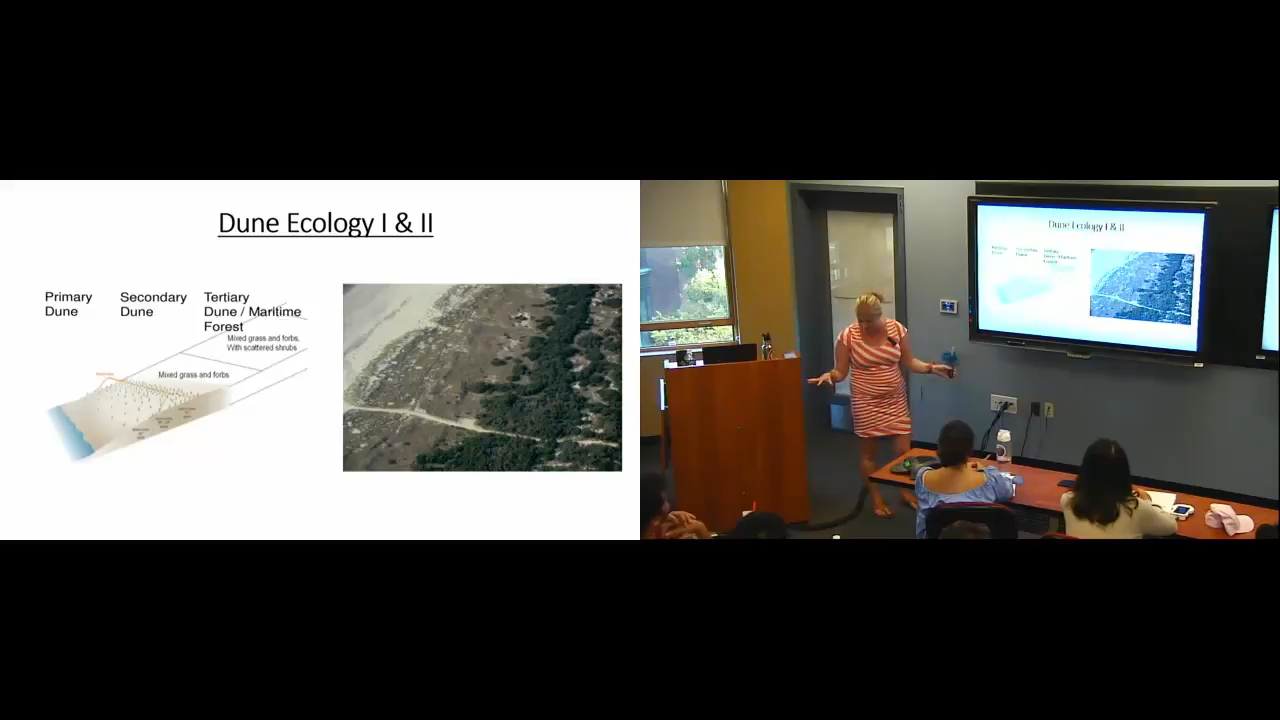 Dune Ecology I & II
Primary
Dune
Secondary
Dune
Tertiary
Dune / Maritime
Forest
Mixed grass and forbs,
With scattered shrubs
Mixed grass and forbs
Dune Ecology I & II